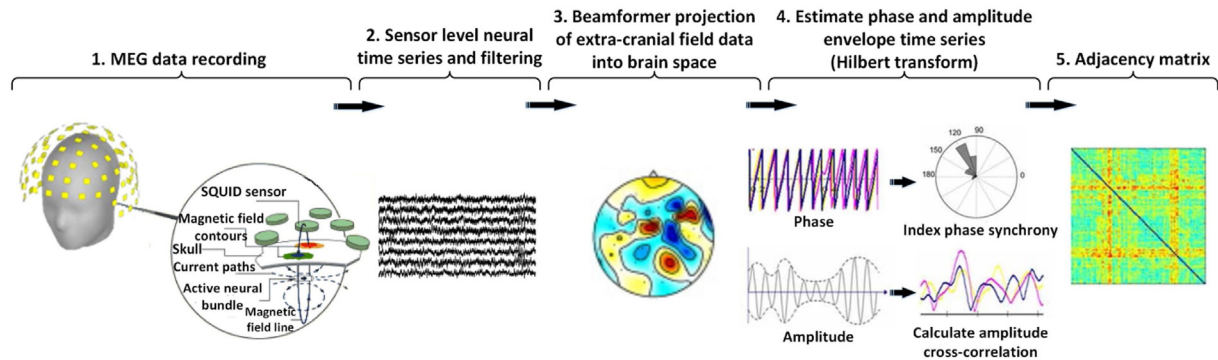 1. MEG data recording
2. Sensor level neural
time series and filtering
3. Beamformer projection
of extra-cranial field data
into brain space
4. Estimate phase and amplitude
envelope time series
(Hilbert transform)
5. Adjacency matrix
SQUID sensor
Magnetic field
contours
Skull
Current paths
Active neural
bundle
Magnetic
field line
Phase
120
90
150
180
0
Index phase synchrony
Amplitude
Calculate amplitude
cross-correlation